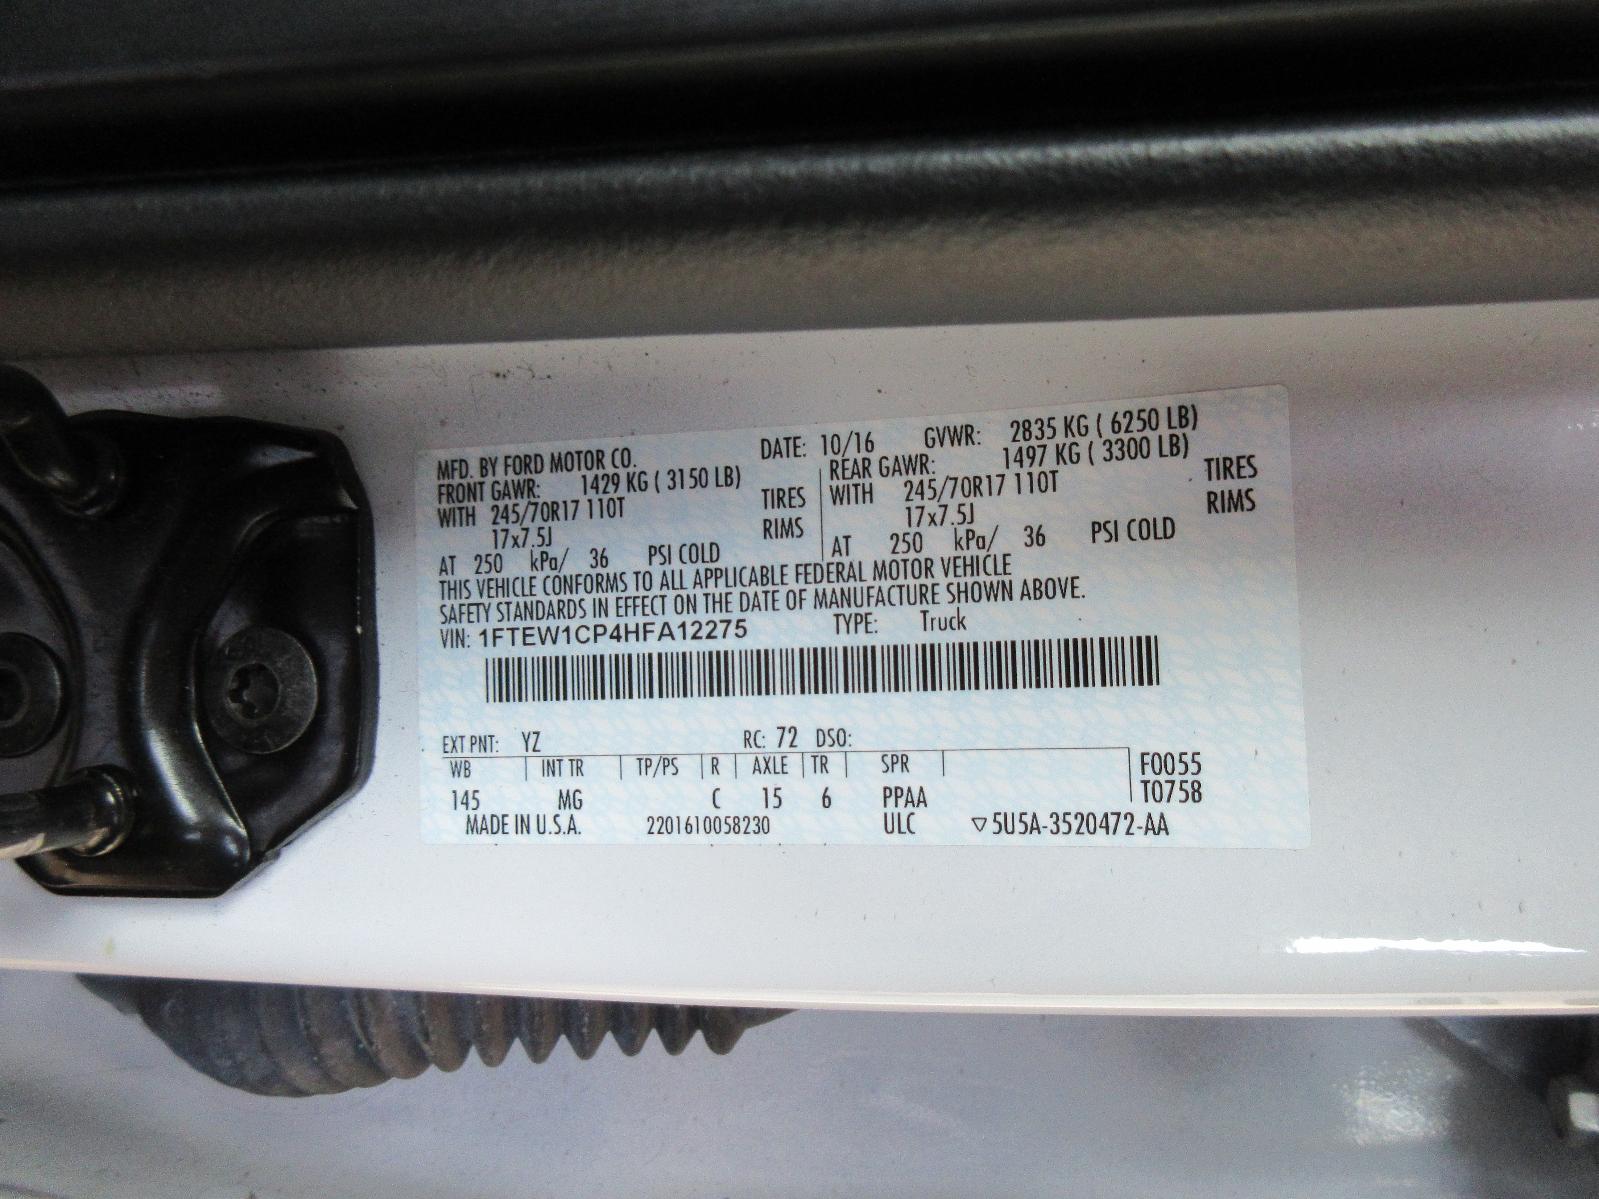 MFD. BY FORD MOTOR CO. DATE: 10/16 GVWR: 2835 KG ( 6250 LB)
FRONT GAWR: 1429 KG ( 3150 LB) REAR GAWR: 1497 KG ( 3300 LB)
WITH 245/70R17 110T TIRES WITH 245/70R17 110T TIRES
17x7.5J RIMS 17x7.5J RIMS
AT 250 kPa/ 36 PSI COLD AT 250 kPa/ 36 PSI COLD
THIS VEHICLE CONFORMS TO ALL APPLICABLE FEDERAL MOTOR VEHICLE
SAFETY STANDARDS IN EFFECT ON THE DATE OF MANUFACTURE SHOWN ABOVE.
VIN: 1FTEW1CP4HFA12275 TYPE: Truck
EXT PNT: YZ RC: 72 DSO:
WB INT TR TP/PS R AXLE TR SPR F0055
145 MG C 15 6 PPAA T0758
MADE IN U.S.A. 2201610058230 ULC ▽5U5A-3520472-AA